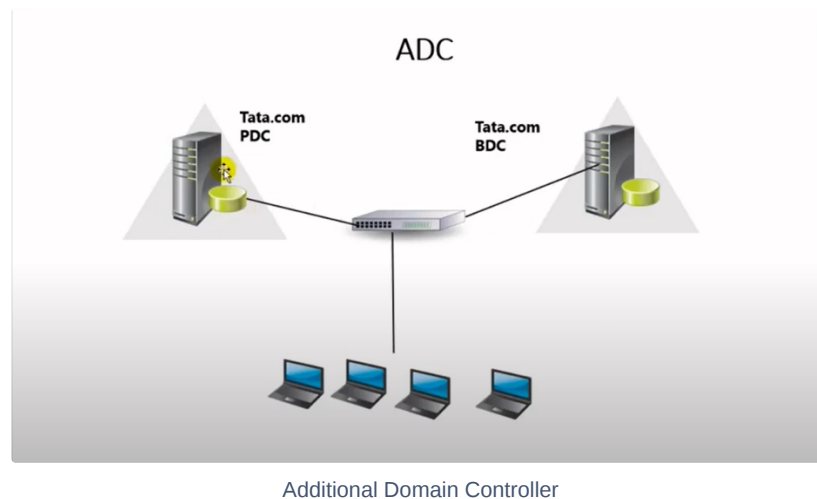 ADC
Tata.com
PDC
Tata.com
BDC
Additional Domain Controller